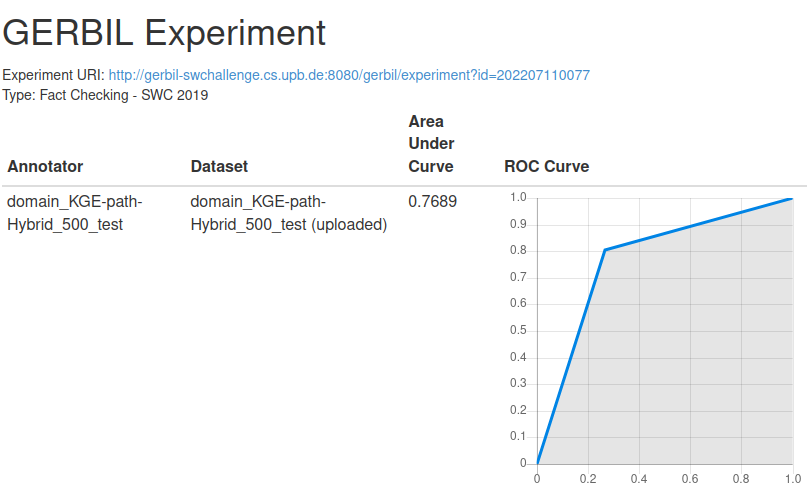 GERBIL Experiment
Experiment URI: http://gerbil-swchallenge.cs.upb.de:8080/gerbil/experiment?id=202207110077
Type: Fact Checking - SWC 2019
Area
Under
Annotator Dataset Curve ROC Curve
domain_KGE-path- domain_KGE-path- 0.7689
Hybrid_500_test Hybrid_500_test (uploaded)
1.0
0.9
0.8
0.7
0.6
0.5
0.4
0.3
0.2
0.1
0
0 0.2 0.4 0.6 0.8 1.0